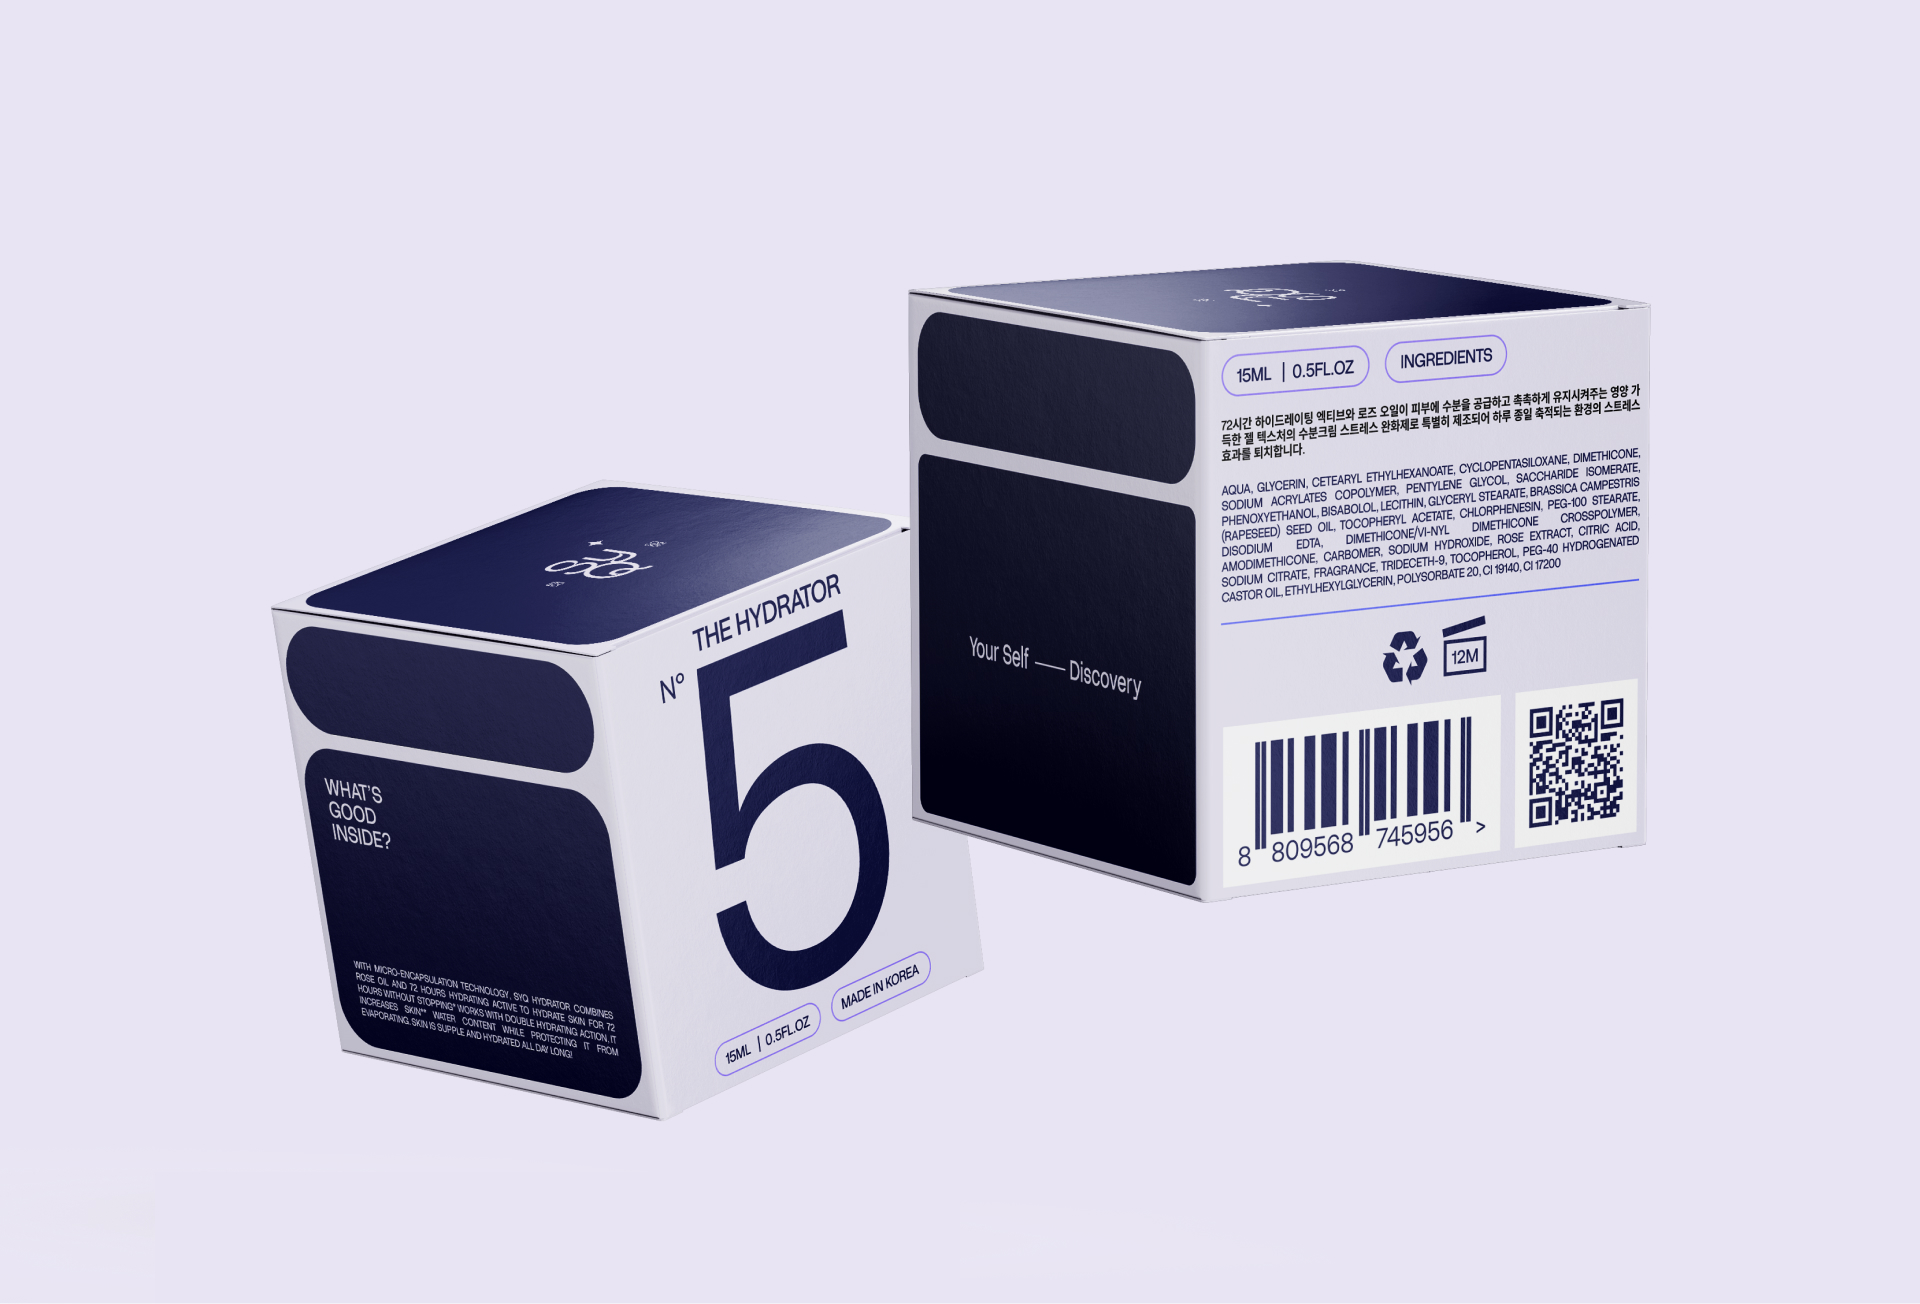 THE HYDRATOR
N°
5
15ML | 0.5FL.OZ
MADE IN KOREA
WHAT'S
GOOD
INSIDE?
WITH MICRO-ENCAPSULATION TECHNOLOGY, SYQ HYDRATOR COMBINES
ROSE OIL AND 72 HOURS HYDRATING ACTIVE TO HYDRATE SKIN FOR 72
HOURS WITHOUT STOPPING* WORKS WITH DOUBLE HYDRATING ACTION. IT
INCREASES SKIN** WATER CONTENT WHILE PROTECTING IT FROM
EVAPORATING. SKIN IS SUPPLE AND HYDRATED ALL DAY LONG!
Your Self — Discovery
15ML | 0.5FL.OZ
INGREDIENTS
72시간 하이드레이팅 엑티브와 로즈 오일이 피부에 수분을 공급하고 촉촉하게 유지시켜주는 영양 가
득한 젤 텍스처의 수분크림 스트레스 완화제로 특별히 제조되어 하루 종일 축적되는 환경의 스트레스
효과를 퇴치합니다.
AQUA, GLYCERIN, CETEARYL ETHYLHEXANOATE, CYCLOPENTASILOXANE, DIMETHICONE,
SODIUM ACRYLATES COPOLYMER, PENTYLENE GLYCOL, SACCHARIDE ISOMERATE,
PHENOXYETHANOL, BISABOLOL, LECITHIN, GLYCERYL STEARATE, BRASSICA CAMPESTRIS
(RAPESEED) SEED OIL, TOCOPHERYL ACETATE, CHLORPHENESIN, PEG-100 STEARATE,
DISODIUM EDTA, DIMETHICONE/VI-NYL DIMETHICONE CROSSPOLYMER,
AMODIMETHICONE, CARBOMER, SODIUM HYDROXIDE, ROSE EXTRACT, CITRIC ACID,
SODIUM CITRATE, FRAGRANCE, TRIDECETH-9, TOCOPHEROL, PEG-40 HYDROGENATED
CASTOR OIL, ETHYLHEXYLGLYCERIN, POLYSORBATE 20, CI 19140, CI 17200
12M
8 809568 745956 >